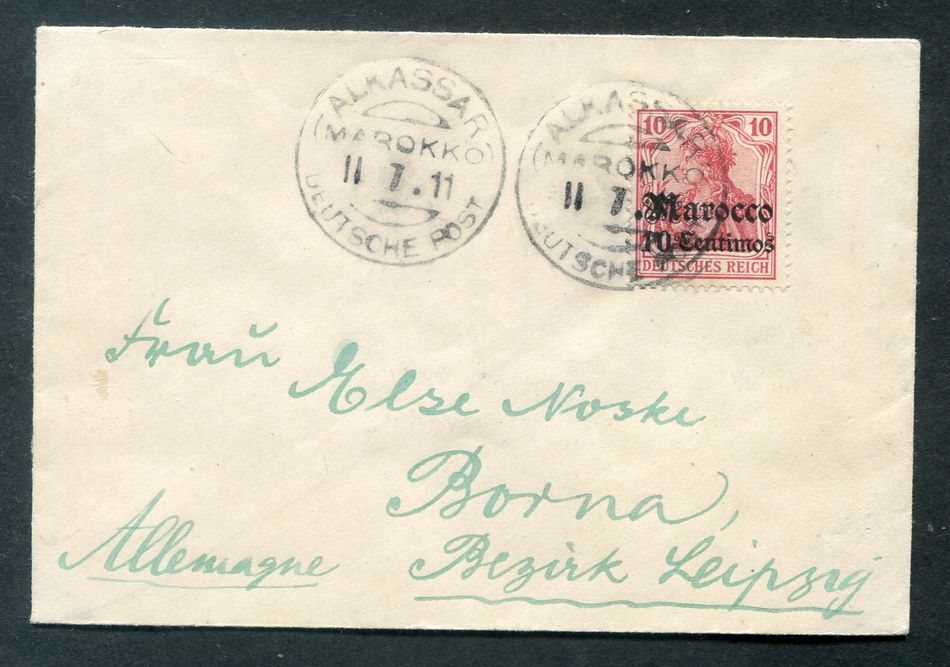 ALKASSAR
MAROKKO
11 7.11
DEUTSCHE POST
ALKASSAR
MAROKKO
11 7.
DEUTSCHE
10 10
Marocco
10 Centimos
DEUTSCHES REICH
Frau
Else Noske
Borna,
Allemagne Bezirk Leipzig